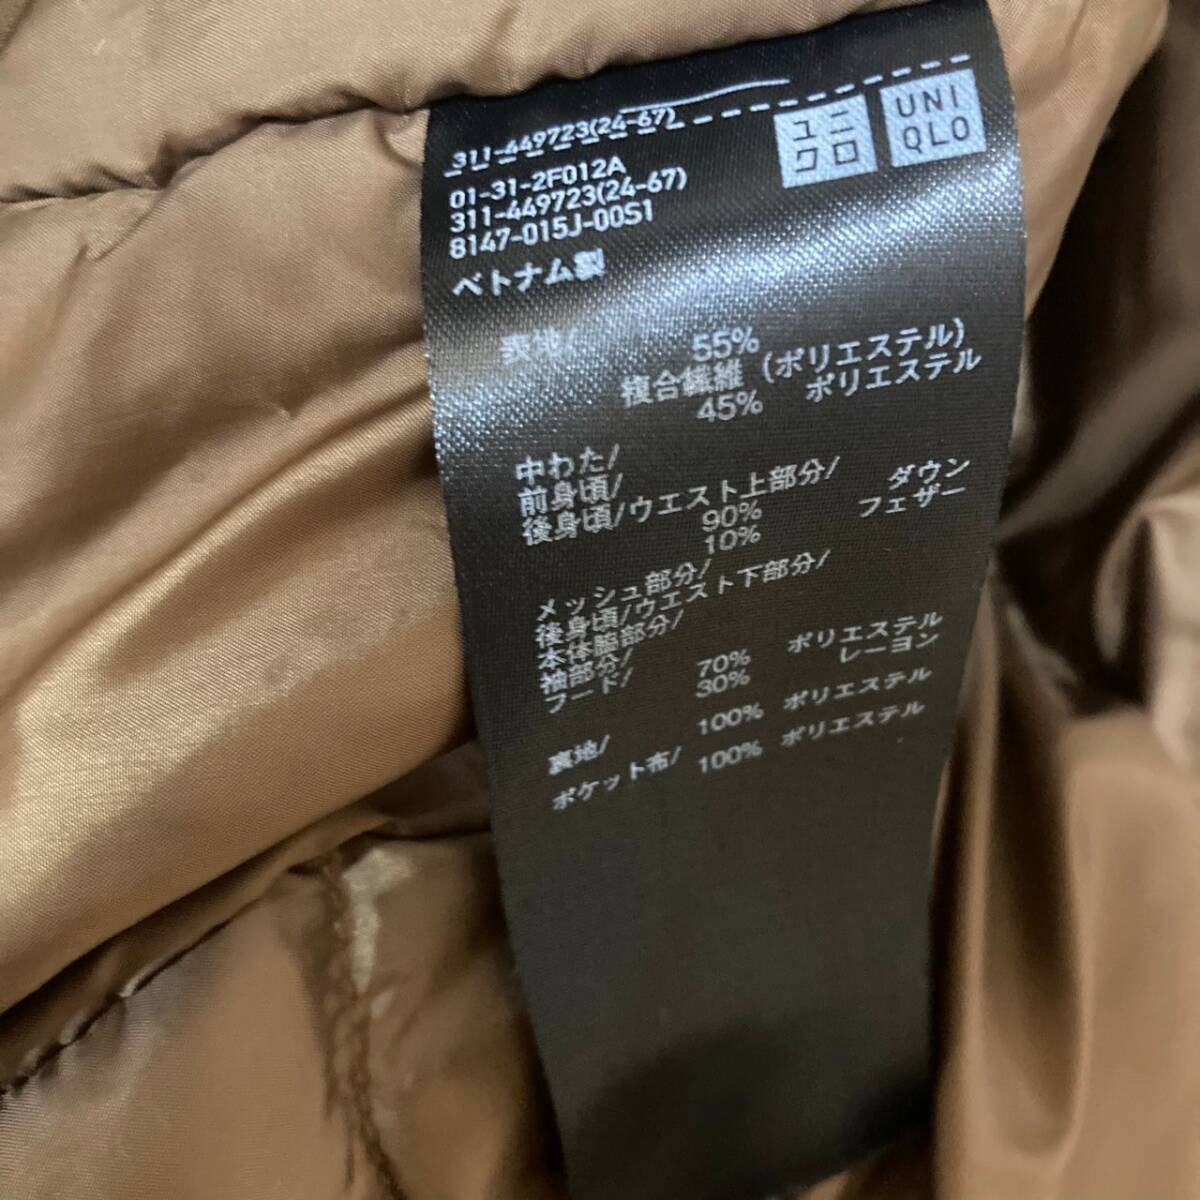 311-449723(24-67)
ユニ
クロ
UNI
QLO
01-31-2F012A
311-449723(24-67)
8147-015J-00S1
ベトナム製
表地/ 55%
複合繊維 (ポリエステル)
45% ポリエステル
中わた/
前身頃/
後身頃/ウエスト上部分/
90% ダウン
10% フェザー
メッシュ部分/
後身頃/ウエスト下部分/
本体脇部分/
袖部分/
フード/ 70% ポリエステル
30% レーヨン
裏地/ 100% ポリエステル
ポケット布/ 100% ポリエステル